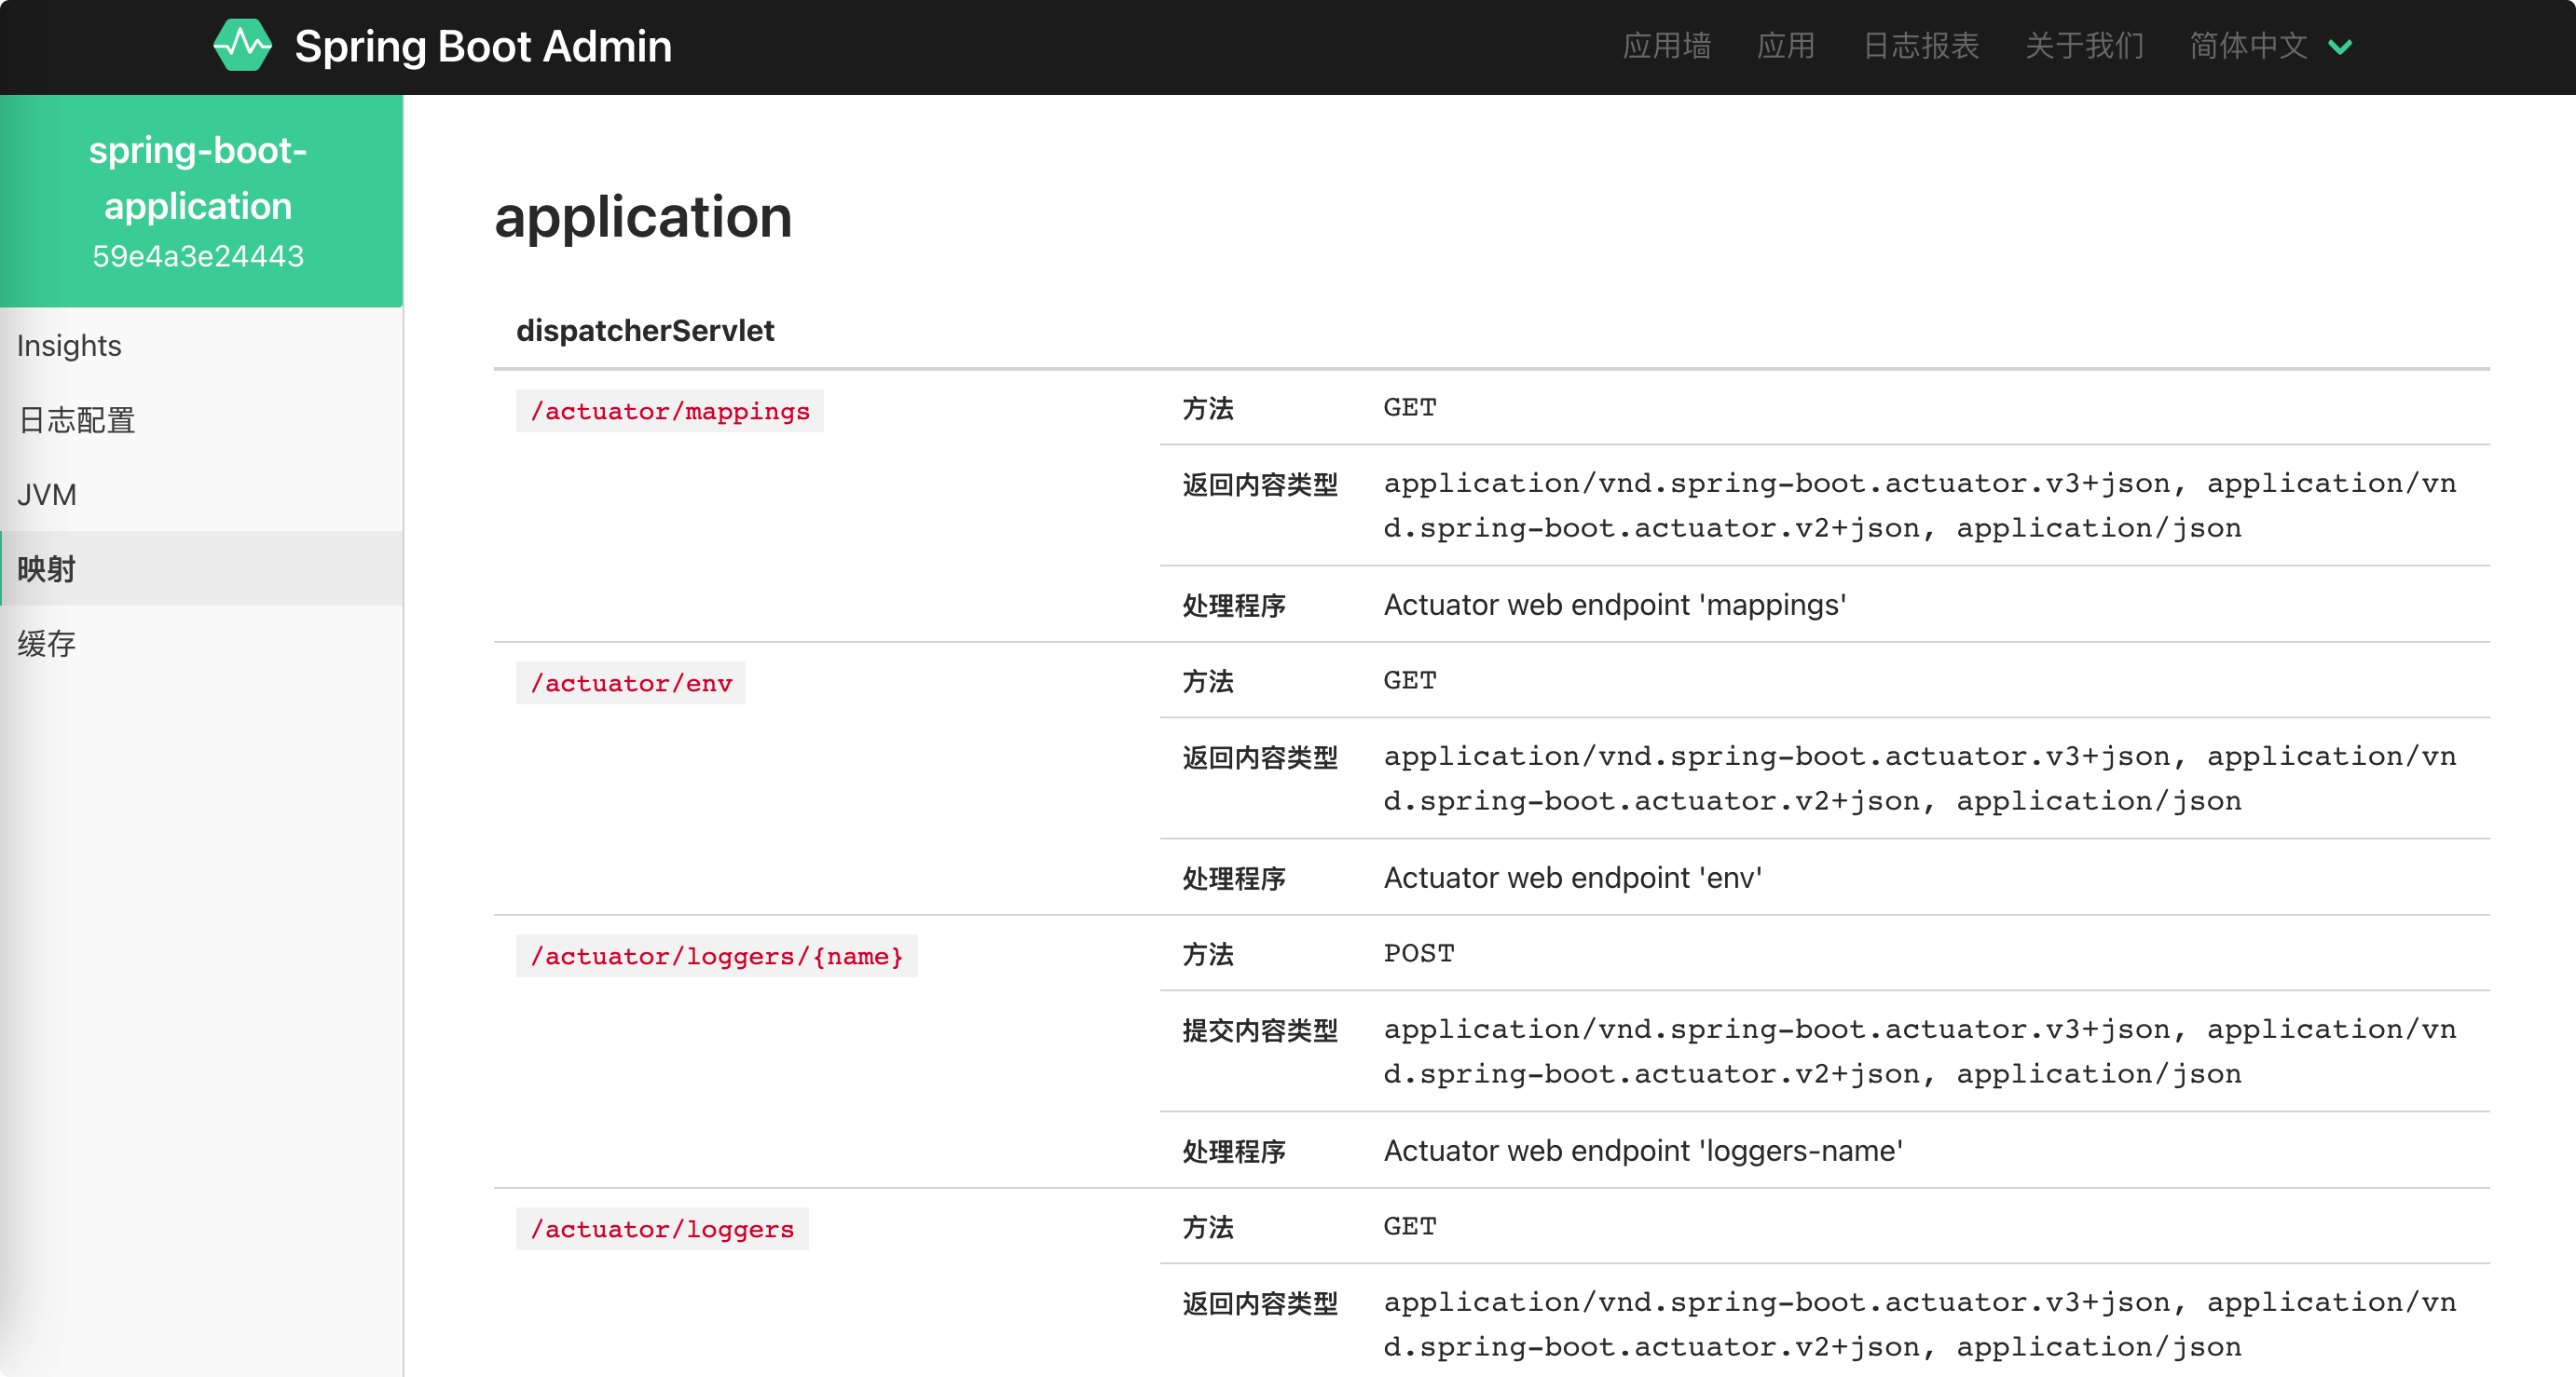 Spring Boot Admin
应用墙 应用 日志报表 关于我们 简体中文
spring-boot-
application
59e4a3e24443
Insights
日志配置
JVM
映射
缓存
application
dispatcherServlet
/actuator/mappings 方法 GET
返回内容类型 application/vnd.spring-boot.actuator.v3+json, application/vn
d.spring-boot.actuator.v2+json, application/json
处理程序 Actuator web endpoint 'mappings'
/actuator/env 方法 GET
返回内容类型 application/vnd.spring-boot.actuator.v3+json, application/vn
d.spring-boot.actuator.v2+json, application/json
处理程序 Actuator web endpoint 'env'
/actuator/loggers/{name} 方法 POST
提交内容类型 application/vnd.spring-boot.actuator.v3+json, application/vn
d.spring-boot.actuator.v2+json, application/json
处理程序 Actuator web endpoint 'loggers-name'
/actuator/loggers 方法 GET
返回内容类型 application/vnd.spring-boot.actuator.v3+json, application/vn
d.spring-boot.actuator.v2+json, application/json